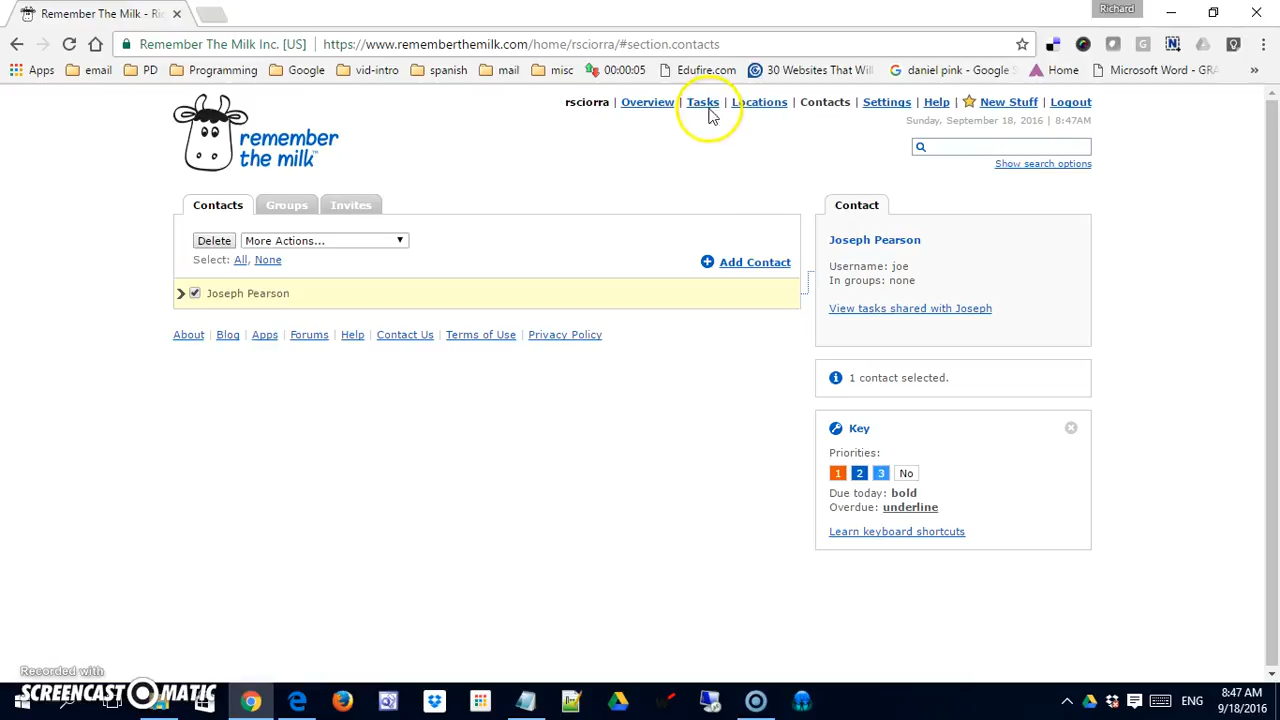 Remember The Milk - Ric
Richard
Remember The Milk Inc. [US] https://www.rememberthemilk.com/home/rsciorra/#section.contacts
Apps email PD Programming Google vid-intro spanish mail misc 00:00:05 Edufire.com 30 Websites That Will daniel pink - Google S Home Microsoft Word - GRA »
rsciorra | Overview | Tasks | Locations | Contacts | Settings | Help | New Stuff | Logout
Sunday, September 18, 2016 | 8:47AM
remember
the milk™
Show search options
Contacts Groups Invites
Delete More Actions...
Select: All, None
Add Contact
Joseph Pearson
About | Blog | Apps | Forums | Help | Contact Us | Terms of Use | Privacy Policy
Contact
Joseph Pearson
Username: joe
In groups: none
View tasks shared with Joseph
1 contact selected.
Key
Priorities:
1 2 3 No
Due today: bold
Overdue: underline
Learn keyboard shortcuts
Recorded with
SCREENCAST MATIC
ENG
8:47 AM
9/18/2016